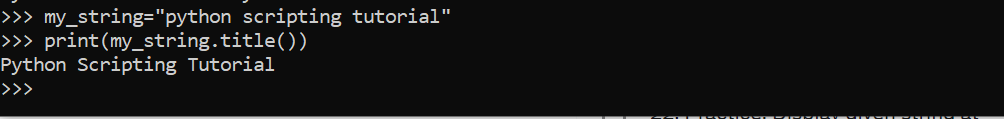 >>> my_string="python scripting tutorial"
>>> print(my_string.title())
Python Scripting Tutorial
>>>